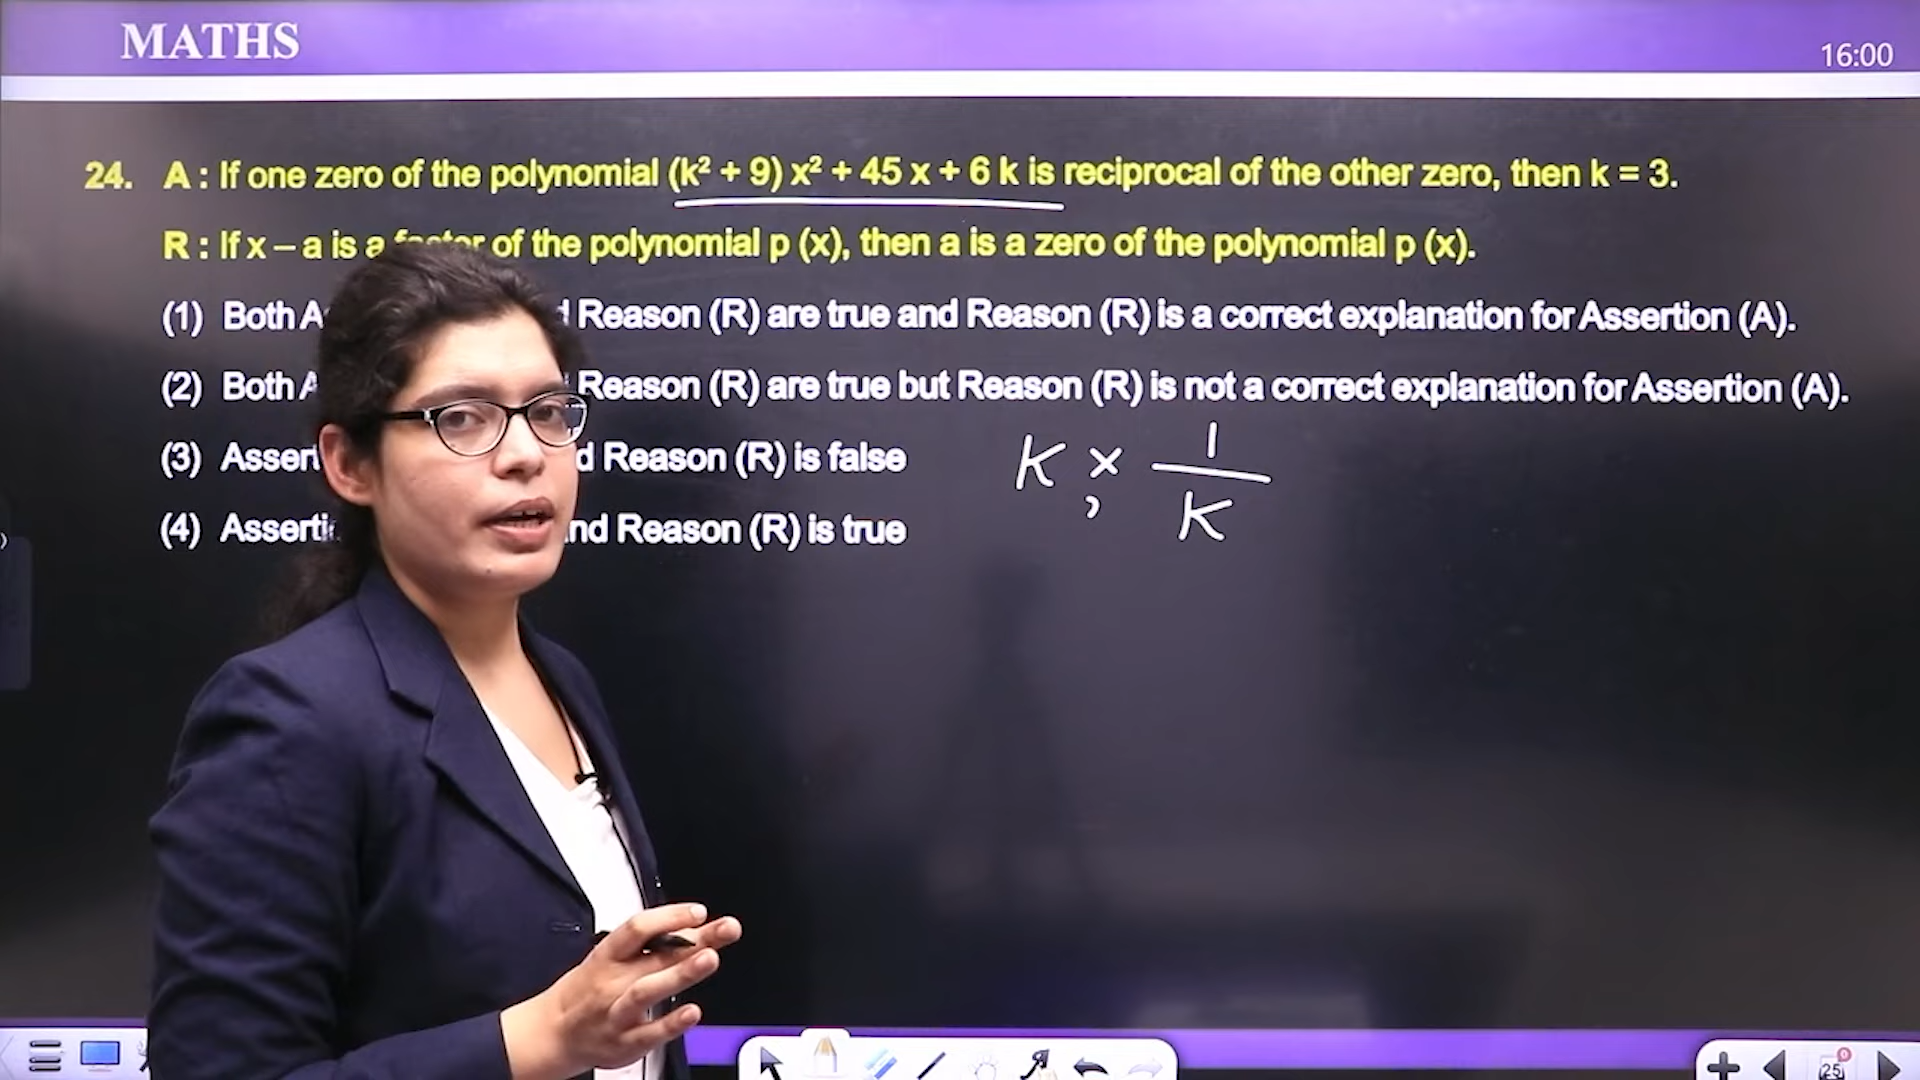 MATHS
16:00
24. A : If one zero of the polynomial (k² + 9) x² + 45 x + 6 k is reciprocal of the other zero, then k = 3.
R : If x – a is a factor of the polynomial p (x), then a is a zero of the polynomial p (x).
(1) Both A Reason (R) are true and Reason (R) is a correct explanation for Assertion (A).
(2) Both A Reason (R) are true but Reason (R) is not a correct explanation for Assertion (A).
(3) Assert d Reason (R) is false
(4) Asserti nd Reason (R) is true
K , × 1
K
25
0